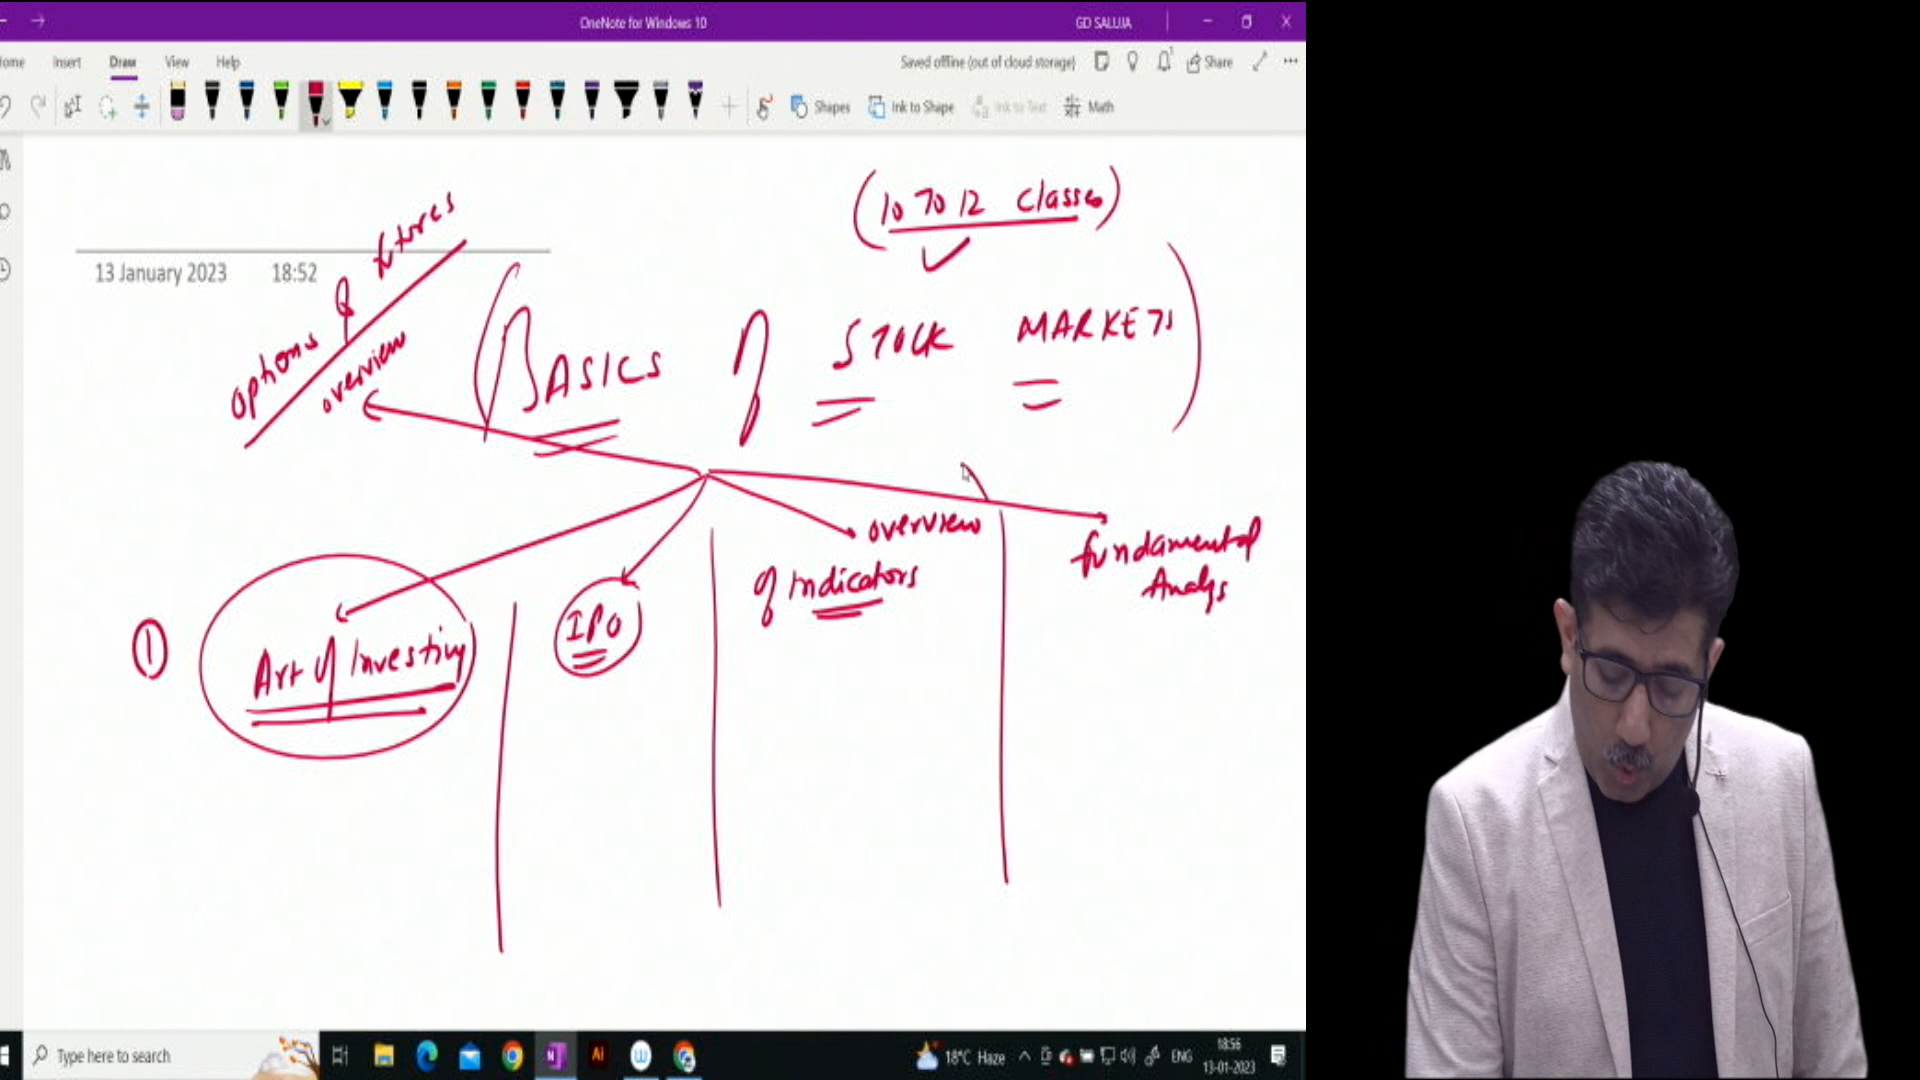 OneNote for Windows 10
GD SALUJA
Insert
Draw
View
Help
Saved offline (out of cloud storage)
Share
Shapes
Ink to Shape
Ink to Text
Math
13 January 2023
18:52
(10 TO 12 Classes)
options & ftores
overview
BASICS OF STOCK MARKETS
overview
of Indicators
fundamental
Analys
① Art of Investing
IPO
Type here to search
18°C Haze
ENG
18:56
13-01-2023